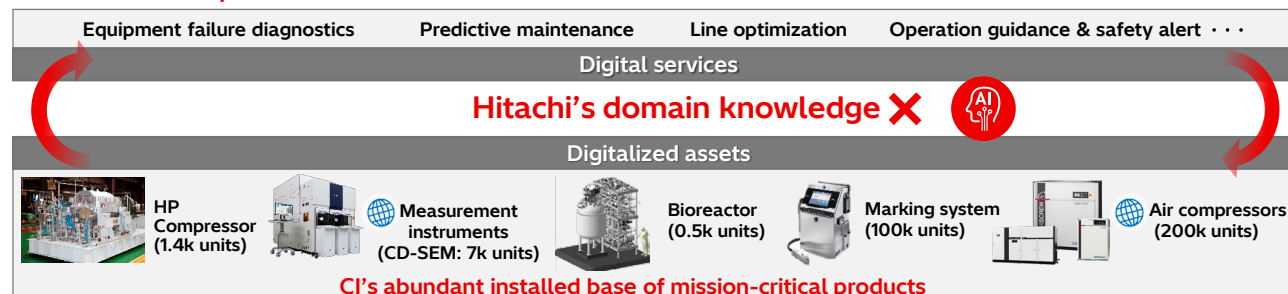 Equipment failure diagnostics Predictive maintenance Line optimization Operation guidance & safety alert ・・・
Digital services
Hitachi's domain knowledge ✕ AI
Digitalized assets
HP
Compressor
(1.4k units)
Measurement
instruments
(CD-SEM: 7k units)
Bioreactor
(0.5k units)
Marking system
(100k units)
Air compressors
(200k units)
CI's abundant installed base of mission-critical products